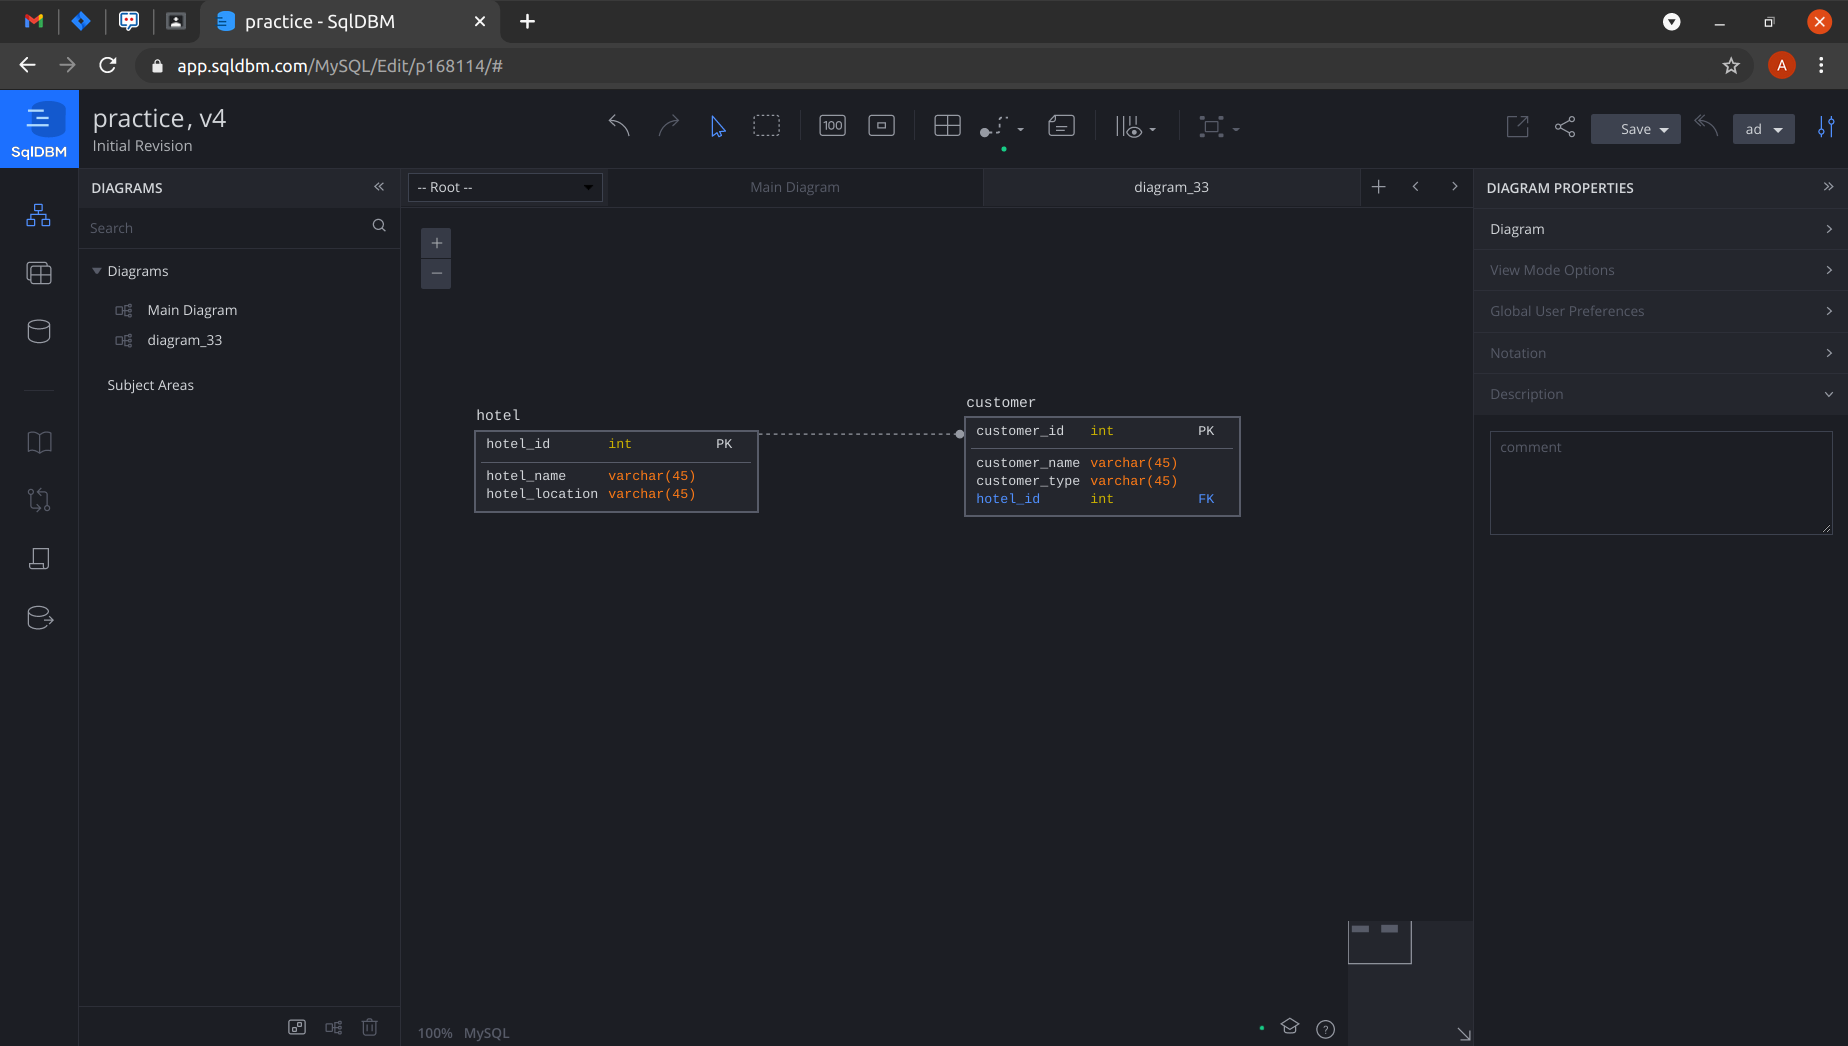 practice - SqlDBM
app.sqldbm.com/MySQL/Edit/p168114/#
A
SqlDBM
practice, v4
Initial Revision
100
Save
ad
DIAGRAMS
-- Root --
Main Diagram
diagram_33
DIAGRAM PROPERTIES
Search
Diagrams
Main Diagram
diagram_33
Subject Areas
hotel
hotel_id int PK
hotel_name varchar(45)
hotel_location varchar(45)
customer
customer_id int PK
customer_name varchar(45)
customer_type varchar(45)
hotel_id int FK
Diagram
View Mode Options
Global User Preferences
Notation
Description
comment
100% MySQL